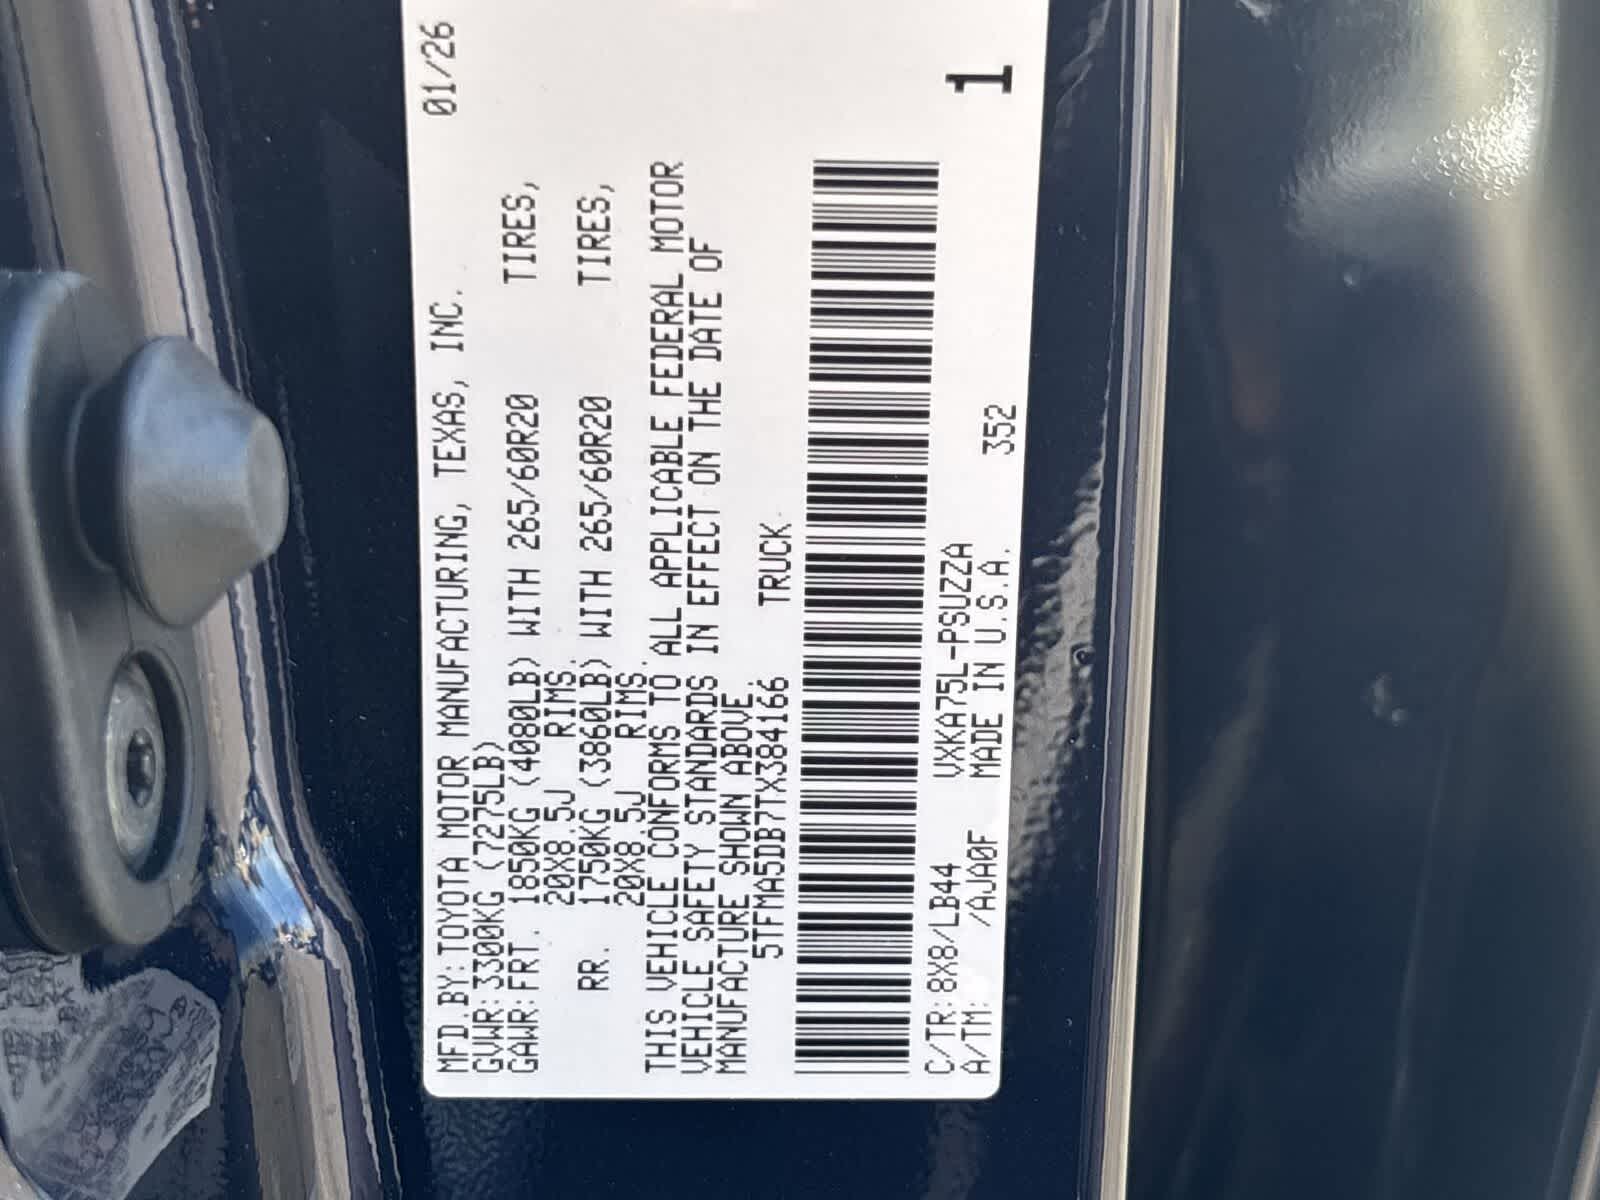 MFD.BY:TOYOTA MOTOR MANUFACTURING, TEXAS, INC. 01/26
GVWR:3300KG (7275LB)
GAWR:FRT. 1850KG (4080LB) WITH 265/60R20 TIRES,
20X8.5J RIMS.
RR. 1750KG (3860LB) WITH 265/60R20 TIRES,
20X8.5J RIMS.
THIS VEHICLE CONFORMS TO ALL APPLICABLE FEDERAL MOTOR
VEHICLE SAFETY STANDARDS IN EFFECT ON THE DATE OF
MANUFACTURE SHOWN ABOVE.
5TFMA5DB7TX384166 TRUCK
C/TR:8X8/LB44 VXKA75L-PSUZZA
A/TM: /AJA0F MADE IN U.S.A. 352
1